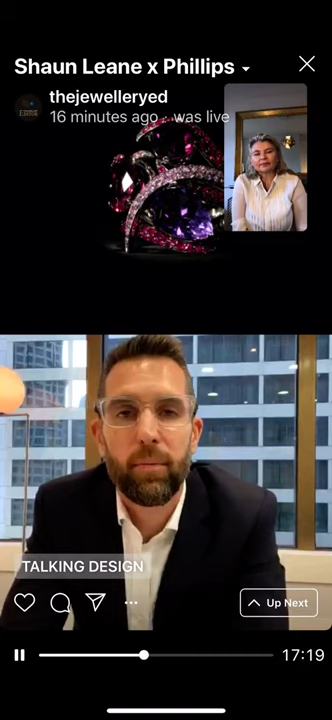 Shaun Leane x Phillips
thejewelleryed
16 minutes ago · was live
TALKING DESIGN
Up Next
17:19